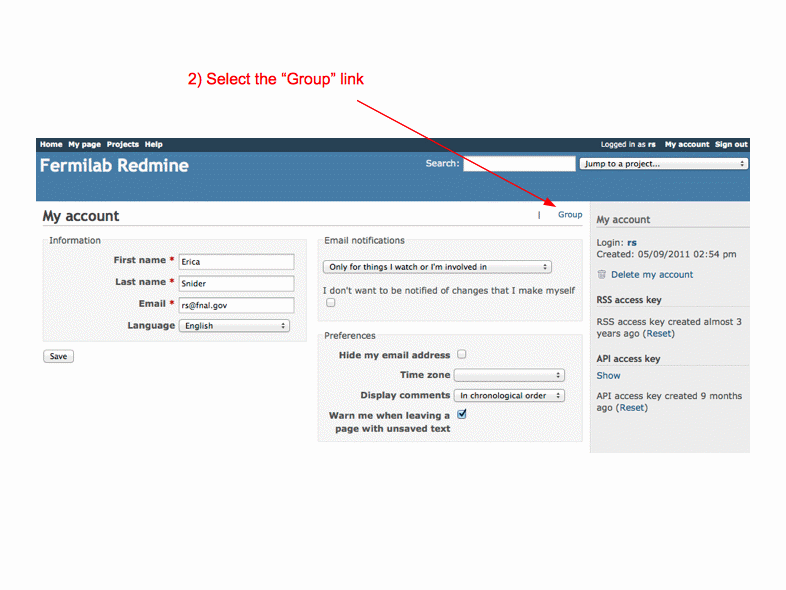 2) Select the “Group” link
Home My page Projects Help
Logged in as rs My account Sign out
Fermilab Redmine
Search:
Jump to a project...
My account
| Group
Information
First name * Erica
Last name * Snider
Email * rs@fnal.gov
Language English
Save
Email notifications
Only for things I watch or I'm involved in
I don't want to be notified of changes that I make myself
Preferences
Hide my email address
Time zone
Display comments In chronological order
Warn me when leaving a
page with unsaved text
My account
Login: rs
Created: 05/09/2011 02:54 pm
Delete my account
RSS access key
RSS access key created almost 3
years ago (Reset)
API access key
Show
API access key created 9 months
ago (Reset)